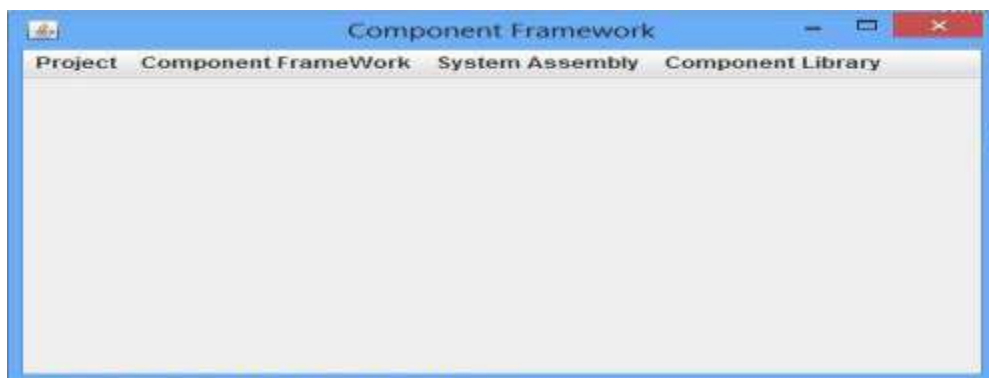 Component Framework
Project Component FrameWork System Assembly Component Library